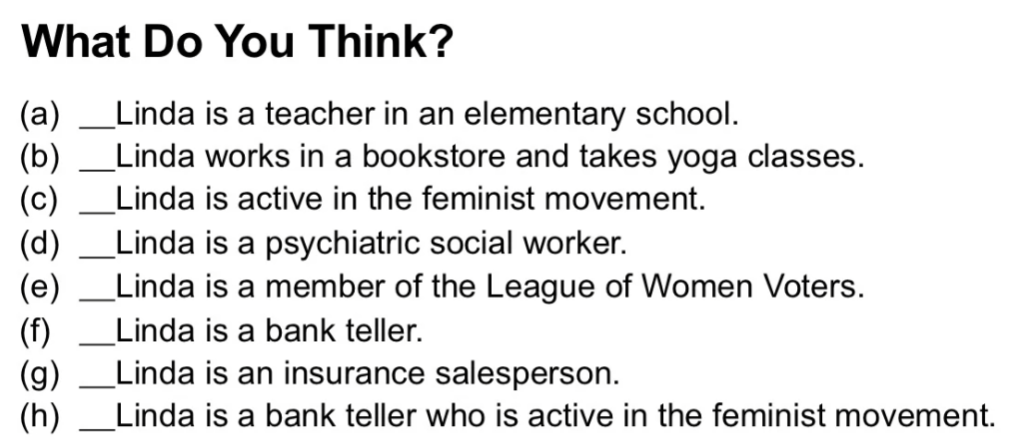 What Do You Think?
(a) __Linda is a teacher in an elementary school.
(b) __Linda works in a bookstore and takes yoga classes.
(c) __Linda is active in the feminist movement.
(d) __Linda is a psychiatric social worker.
(e) __Linda is a member of the League of Women Voters.
(f) __Linda is a bank teller.
(g) __Linda is an insurance salesperson.
(h) __Linda is a bank teller who is active in the feminist movement.